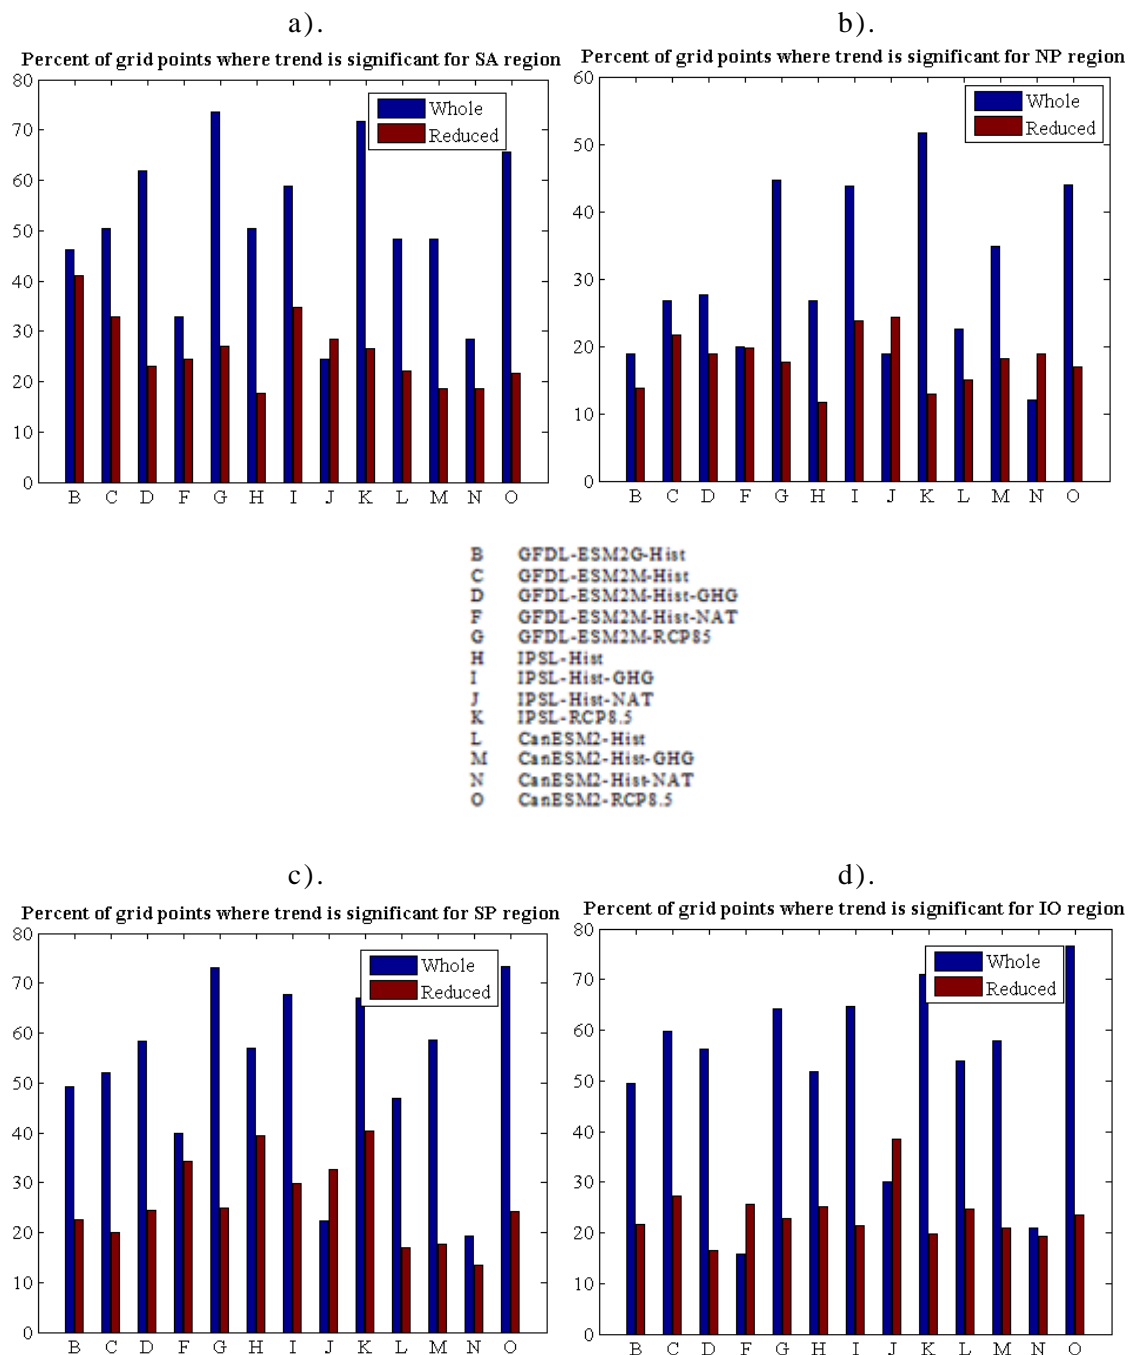 a).
Percent of grid points where trend is significant for SA region
80
70
60
50
40
30
20
10
0
Whole
Reduced
B C D F G H I J K L M N O
b).
Percent of grid points where trend is significant for NP region
60
50
40
30
20
10
0
Whole
Reduced
B C D F G H I J K L M N O
B GFDL-ESM2G-Hist
C GFDL-ESM2M-Hist
D GFDL-ESM2M-Hist-GHG
F GFDL-ESM2M-Hist-NAT
G GFDL-ESM2M-RCP85
H IPSL-Hist
I IPSL-Hist-GHG
J IPSL-Hist-NAT
K IPSL-RCP8.5
L CanESM2-Hist
M CanESM2-Hist-GHG
N CanESM2-Hist-NAT
O CanESM2-RCP8.5
c).
Percent of grid points where trend is significant for SP region
80
70
60
50
40
30
20
10
0
Whole
Reduced
B C D F G H I J K L M N O
d).
Percent of grid points where trend is significant for IO region
80
70
60
50
40
30
20
10
0
Whole
Reduced
B C D F G H I J K L M N O